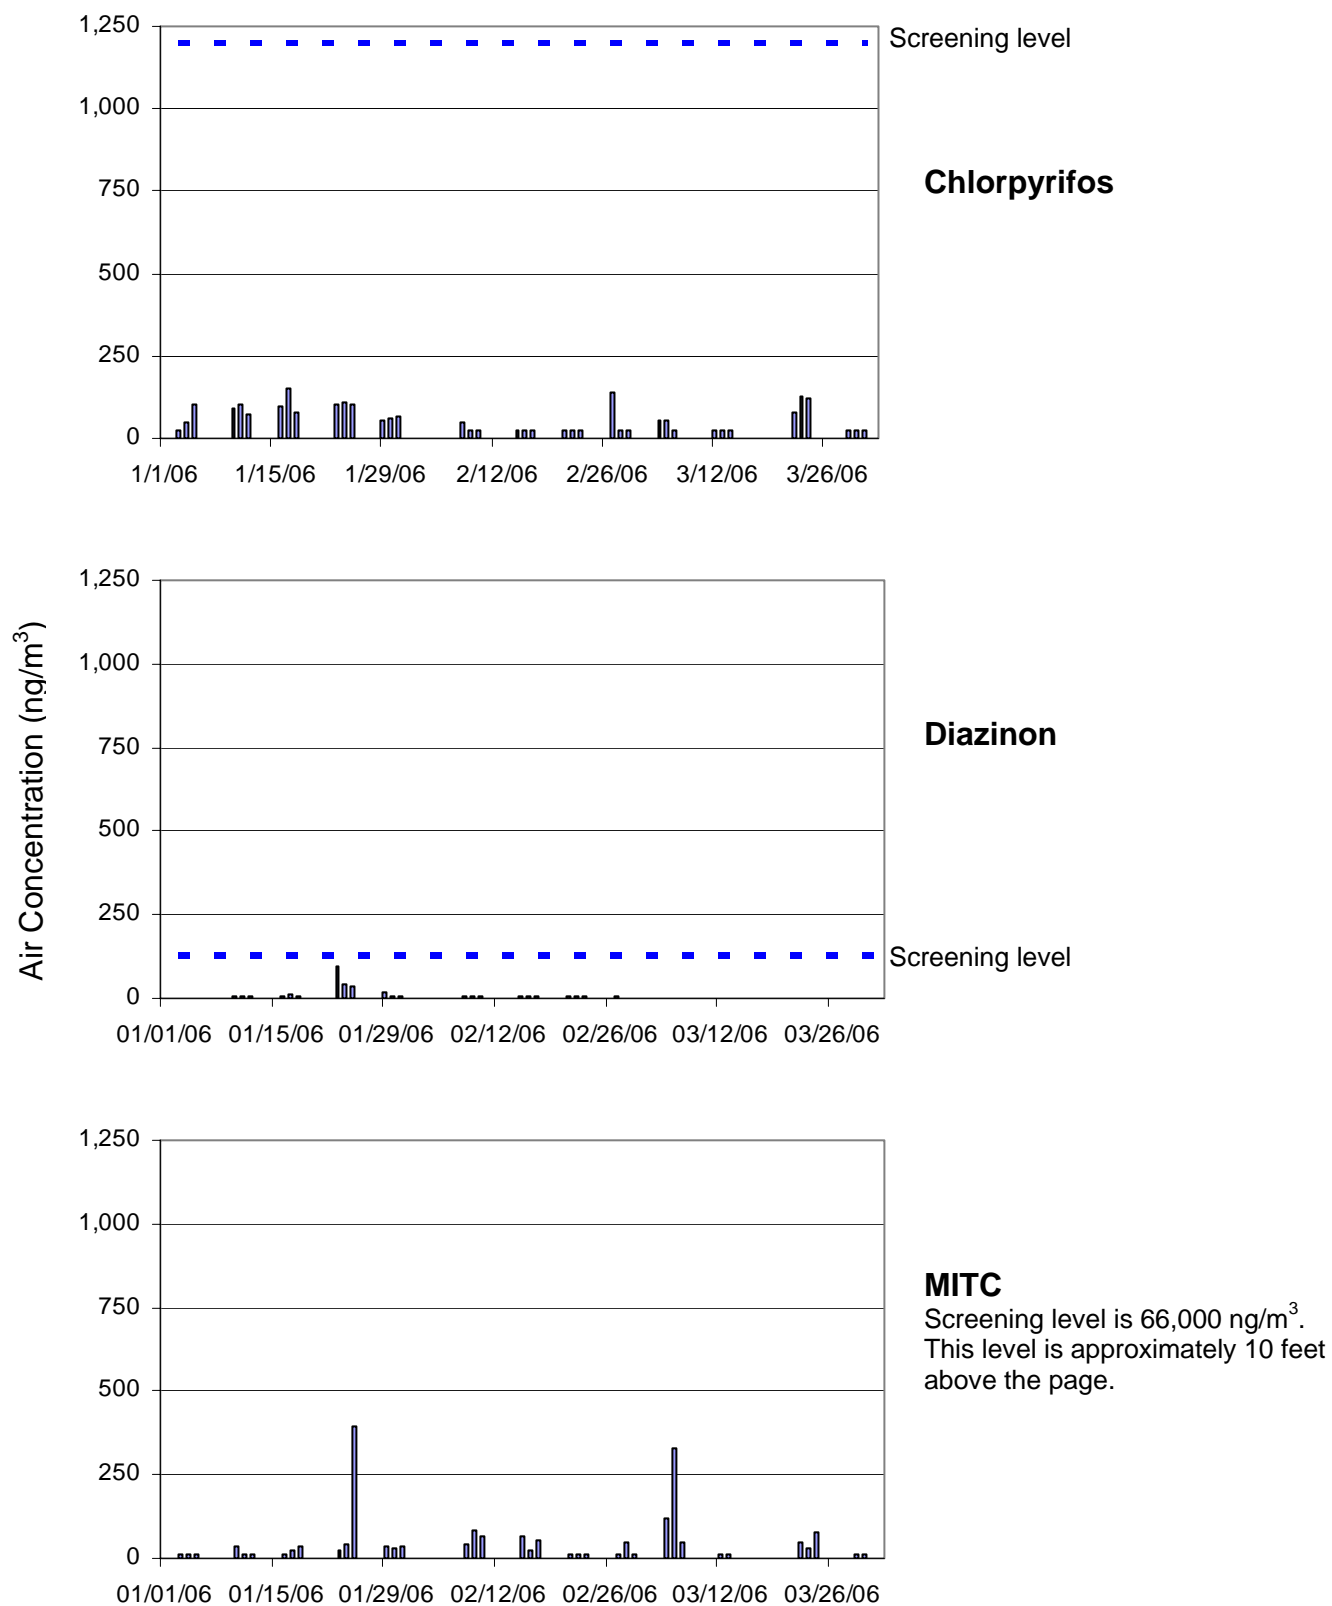 1,250
Screening level
1,000
750
Chlorpyrifos
500
250
0
1/1/06 1/15/06 1/29/06 2/12/06 2/26/06 3/12/06 3/26/06
Air Concentration (ng/m³)
1,250
1,000
750
Diazinon
500
250
Screening level
0
01/01/06 01/15/06 01/29/06 02/12/06 02/26/06 03/12/06 03/26/06
1,250
1,000
750
MITC
Screening level is 66,000 ng/m³.
This level is approximately 10 feet
above the page.
500
250
0
01/01/06 01/15/06 01/29/06 02/12/06 02/26/06 03/12/06 03/26/06